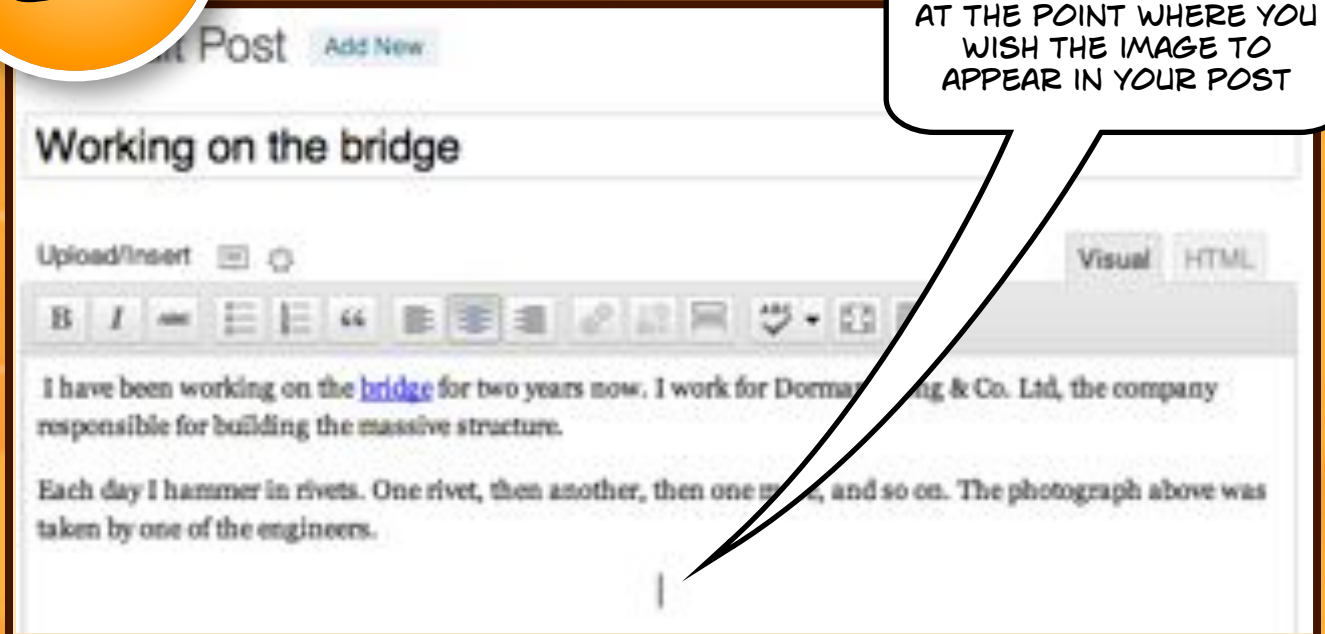 AT THE POINT WHERE YOU
WISH THE IMAGE TO
APPEAR IN YOUR POST
Post Add New
Working on the bridge
Upload/Insert
Visual HTML
B I ABC ABC
I have been working on the bridge for two years now. I work for Dorman & Co. Ltd, the company
responsible for building the massive structure.
Each day I hammer in rivets. One rivet, then another, then one and so on. The photograph above was
taken by one of the engineers.